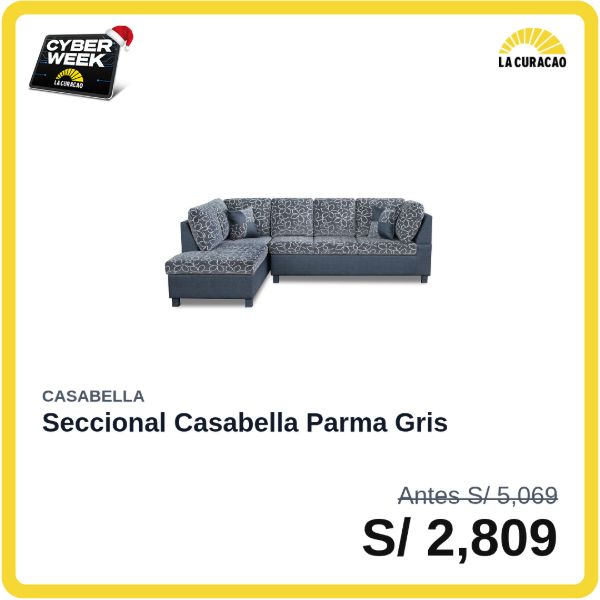 CYBER
WEEK
LA CURACAO
LA CURACAO
CASABELLA
Seccional Casabella Parma Gris
Antes S/ 5,069
S/ 2,809